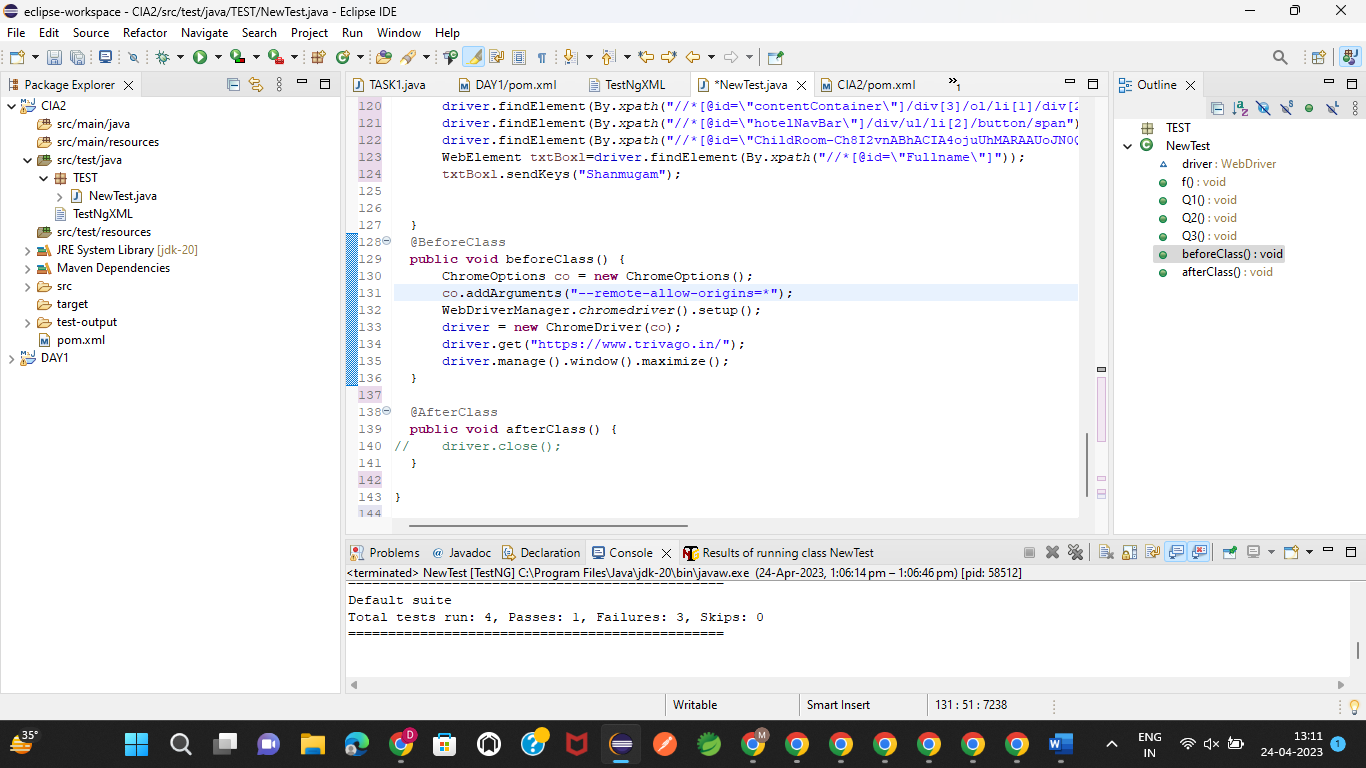 eclipse-workspace - CIA2/src/test/java/TEST/NewTest.java - Eclipse IDE
File Edit Source Refactor Navigate Search Project Run Window Help
Package Explorer
CIA2
src/main/java
src/main/resources
src/test/java
TEST
NewTest.java
TestNgXML
src/test/resources
JRE System Library [jdk-20]
Maven Dependencies
src
target
test-output
pom.xml
DAY1
TASK1.java DAY1/pom.xml TestNgXML *NewTest.java CIA2/pom.xml »1
120 driver.findElement(By.xpath("//*[@id=\"contentContainer\"]/div[3]/ol/li[1]/div[2
121 driver.findElement(By.xpath("//*[@id=\"hotelNavBar\"]/div/ul/li[2]/button/span")
122 driver.findElement(By.xpath("//*[@id=\"ChildRoom-Ch8I2vnABhACIA4ojuUhMARAAUoJNOQ
123 WebElement txtBox1=driver.findElement(By.xpath("//*[@id=\"Fullname\"]"));
124 txtBox1.sendKeys("Shanmugam");
125
126
127 }
128 @BeforeClass
129 public void beforeClass() {
130 ChromeOptions co = new ChromeOptions();
131 co.addArguments("--remote-allow-origins=*");
132 WebDriverManager.chromedriver().setup();
133 driver = new ChromeDriver(co);
134 driver.get("https://www.trivago.in/");
135 driver.manage().window().maximize();
136 }
137
138 @AfterClass
139 public void afterClass() {
140 // driver.close();
141 }
142
143 }
144
Outline
TEST
NewTest
driver : WebDriver
f() : void
Q1() : void
Q2() : void
Q3() : void
beforeClass() : void
afterClass() : void
Problems @ Javadoc Declaration Console Results of running class NewTest
<terminated> NewTest [TestNG] C:\Program Files\Java\jdk-20\bin\javaw.exe (24-Apr-2023, 1:06:14 pm – 1:06:46 pm) [pid: 58512]
===============================================
Default suite
Total tests run: 4, Passes: 1, Failures: 3, Skips: 0
===============================================
Writable Smart Insert 131 : 51 : 7238
35°
D
M
ENG
IN
13:11
24-04-2023
1